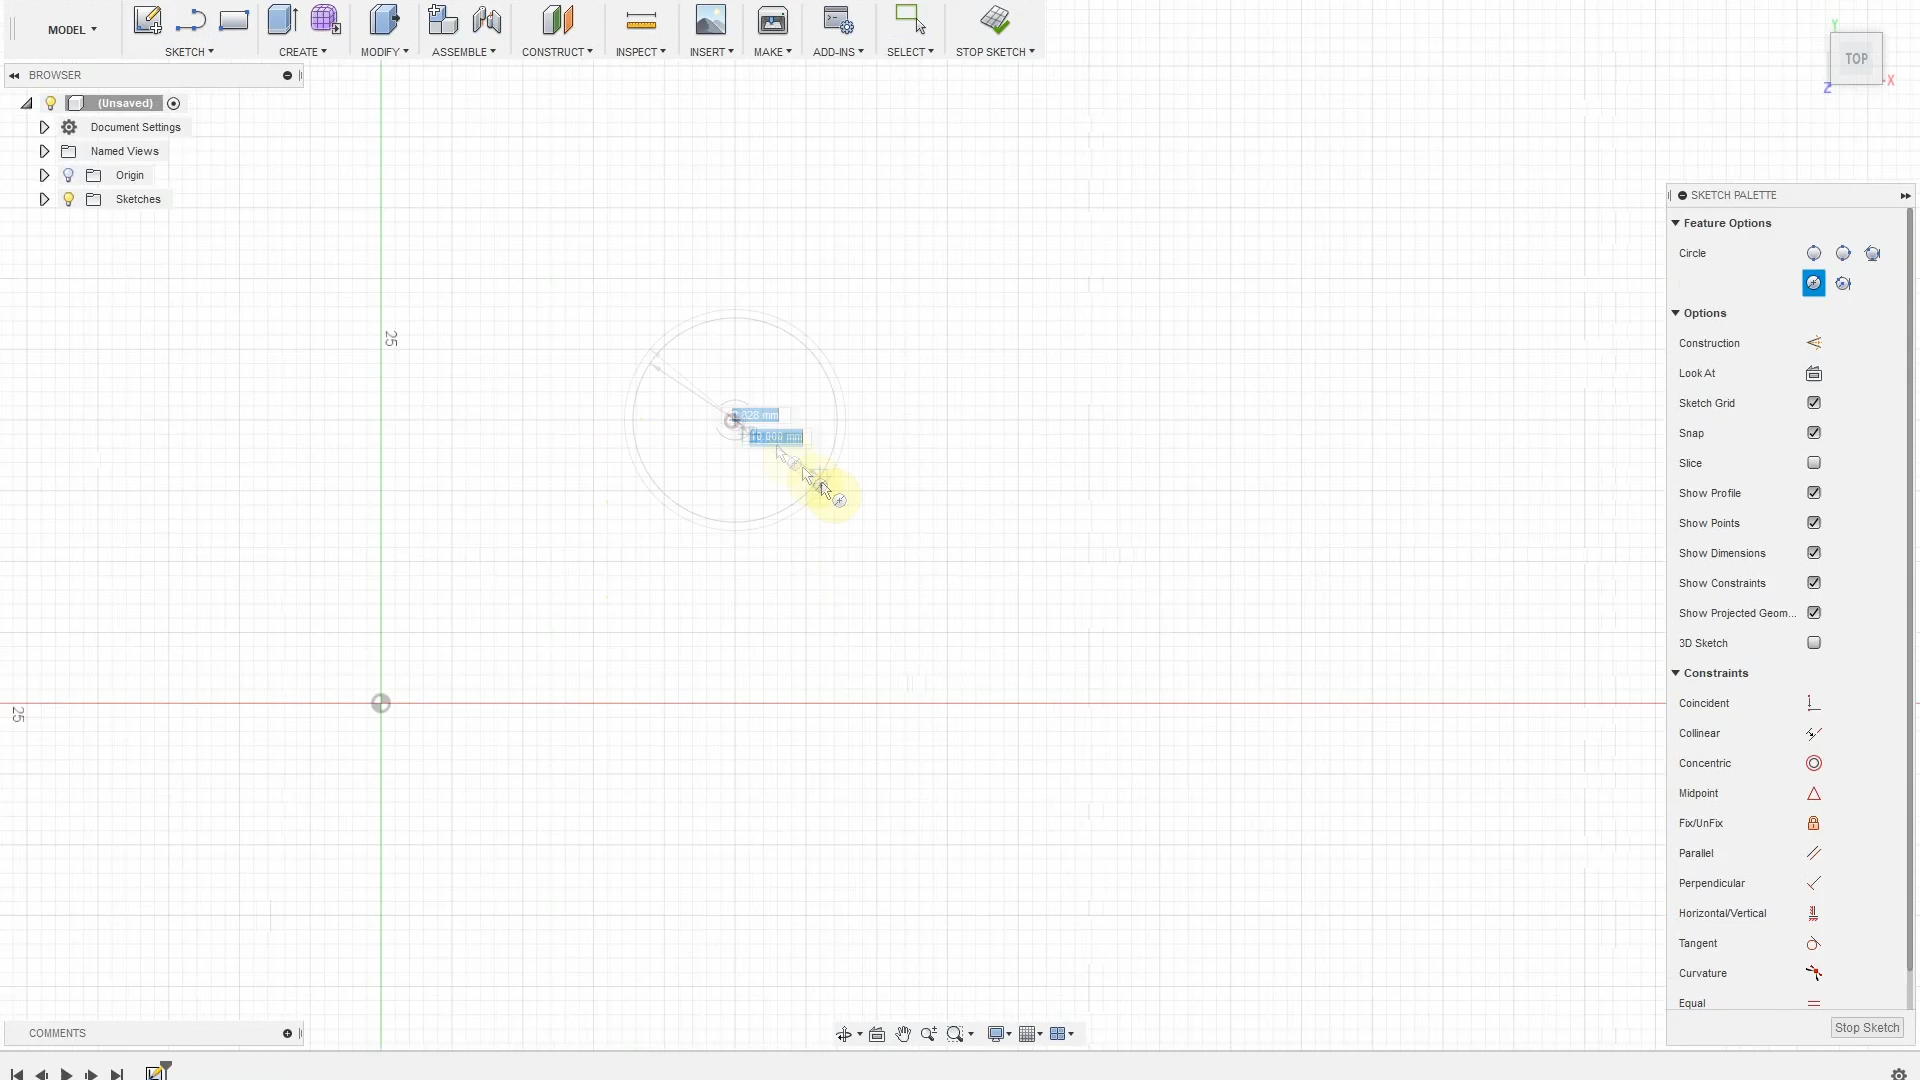 MODEL
SKETCH
CREATE
MODIFY
ASSEMBLE
CONSTRUCT
INSPECT
INSERT
MAKE
ADD-INS
SELECT
STOP SKETCH
BROWSER
(Unsaved)
Document Settings
Named Views
Origin
Sketches
Y
TOP
X
Z
25
25
10.000 mm
SKETCH PALETTE
Feature Options
Circle
Options
Construction
Look At
Sketch Grid
Snap
Slice
Show Profile
Show Points
Show Dimensions
Show Constraints
Show Projected Geom...
3D Sketch
Constraints
Coincident
Collinear
Concentric
Midpoint
Fix/UnFix
Parallel
Perpendicular
Horizontal/Vertical
Tangent
Curvature
Equal
Stop Sketch
COMMENTS